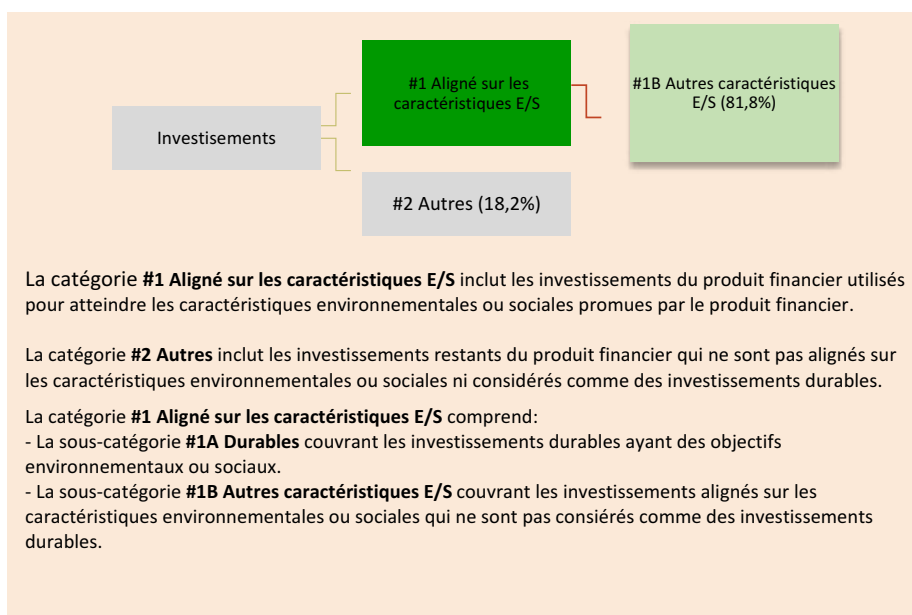 #1 Aligné sur les
caractéristiques E/S
#1B Autres caractéristiques
E/S (81,8%)
Investisements
#2 Autres (18,2%)
La catégorie #1 Aligné sur les caractéristiques E/S inclut les investissements du produit financier utilisés
pour atteindre les caractéristiques environnementales ou sociales promues par le produit financier.
La catégorie #2 Autres inclut les investissements restants du produit financier qui ne sont pas alignés sur
les caractéristiques environnementales ou sociales ni considérés comme des investissements durables.
La catégorie #1 Aligné sur les caractéristiques E/S comprend:
- La sous-catégorie #1A Durables couvrant les investissements durables ayant des objectifs
environnementaux ou sociaux.
- La sous-catégorie #1B Autres caractéristiques E/S couvrant les investissements alignés sur les
caractéristiques environnementales ou sociales qui ne sont pas consiérés comme des investissements
durables.